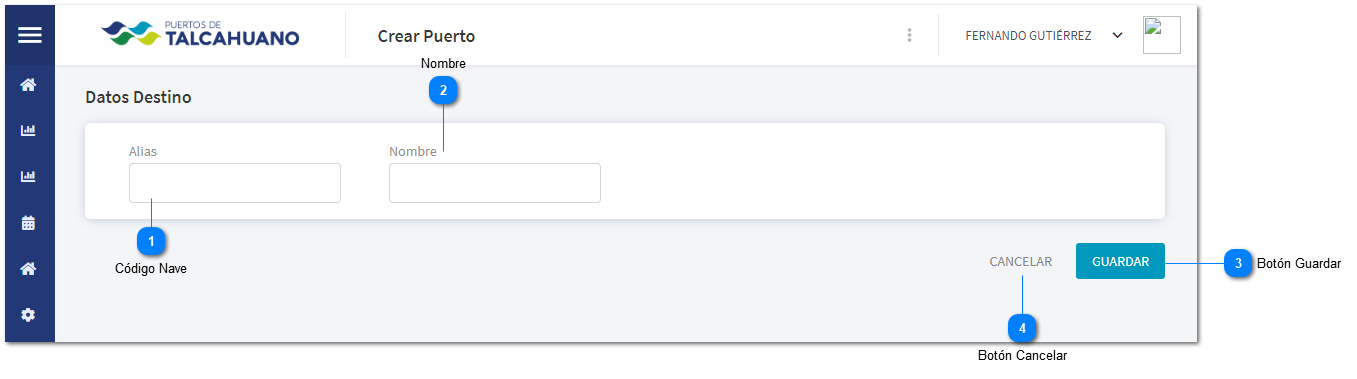 PUERTOS DE
TALCAHUANO
Crear Puerto
FERNANDO GUTIÉRREZ
Nombre
2
Datos Destino
Alias
Nombre
1
Código Nave
CANCELAR
GUARDAR
3
Botón Guardar
4
Botón Cancelar